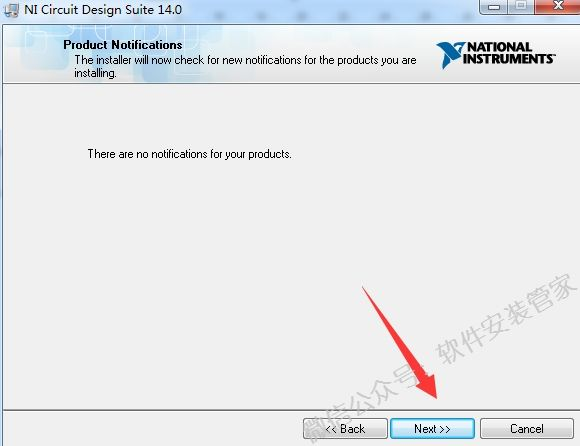 NI Circuit Design Suite 14.0
Product Notifications
The installer will now check for new notifications for the products you are
installing.
NATIONAL
INSTRUMENTS™
There are no notifications for your products.
微信公众号：软件安装管家
<< Back
Next >>
Cancel